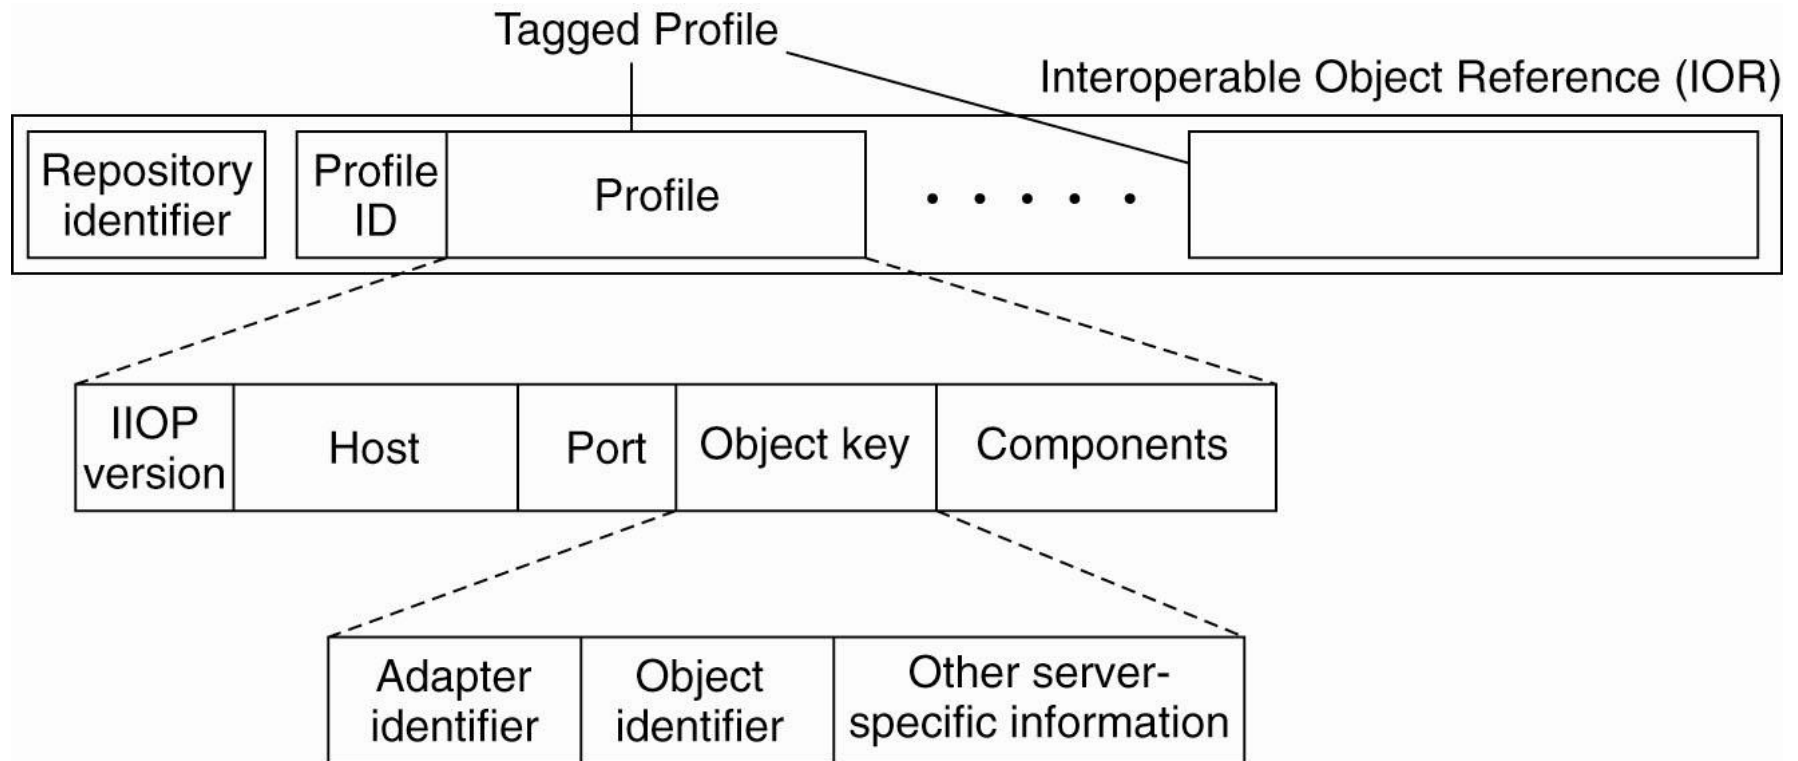 Tagged Profile
Interoperable Object Reference (IOR)
Repository
identifier
Profile
ID
Profile
IIOP
version
Host
Port
Object key
Components
Adapter
identifier
Object
identifier
Other server-
specific information